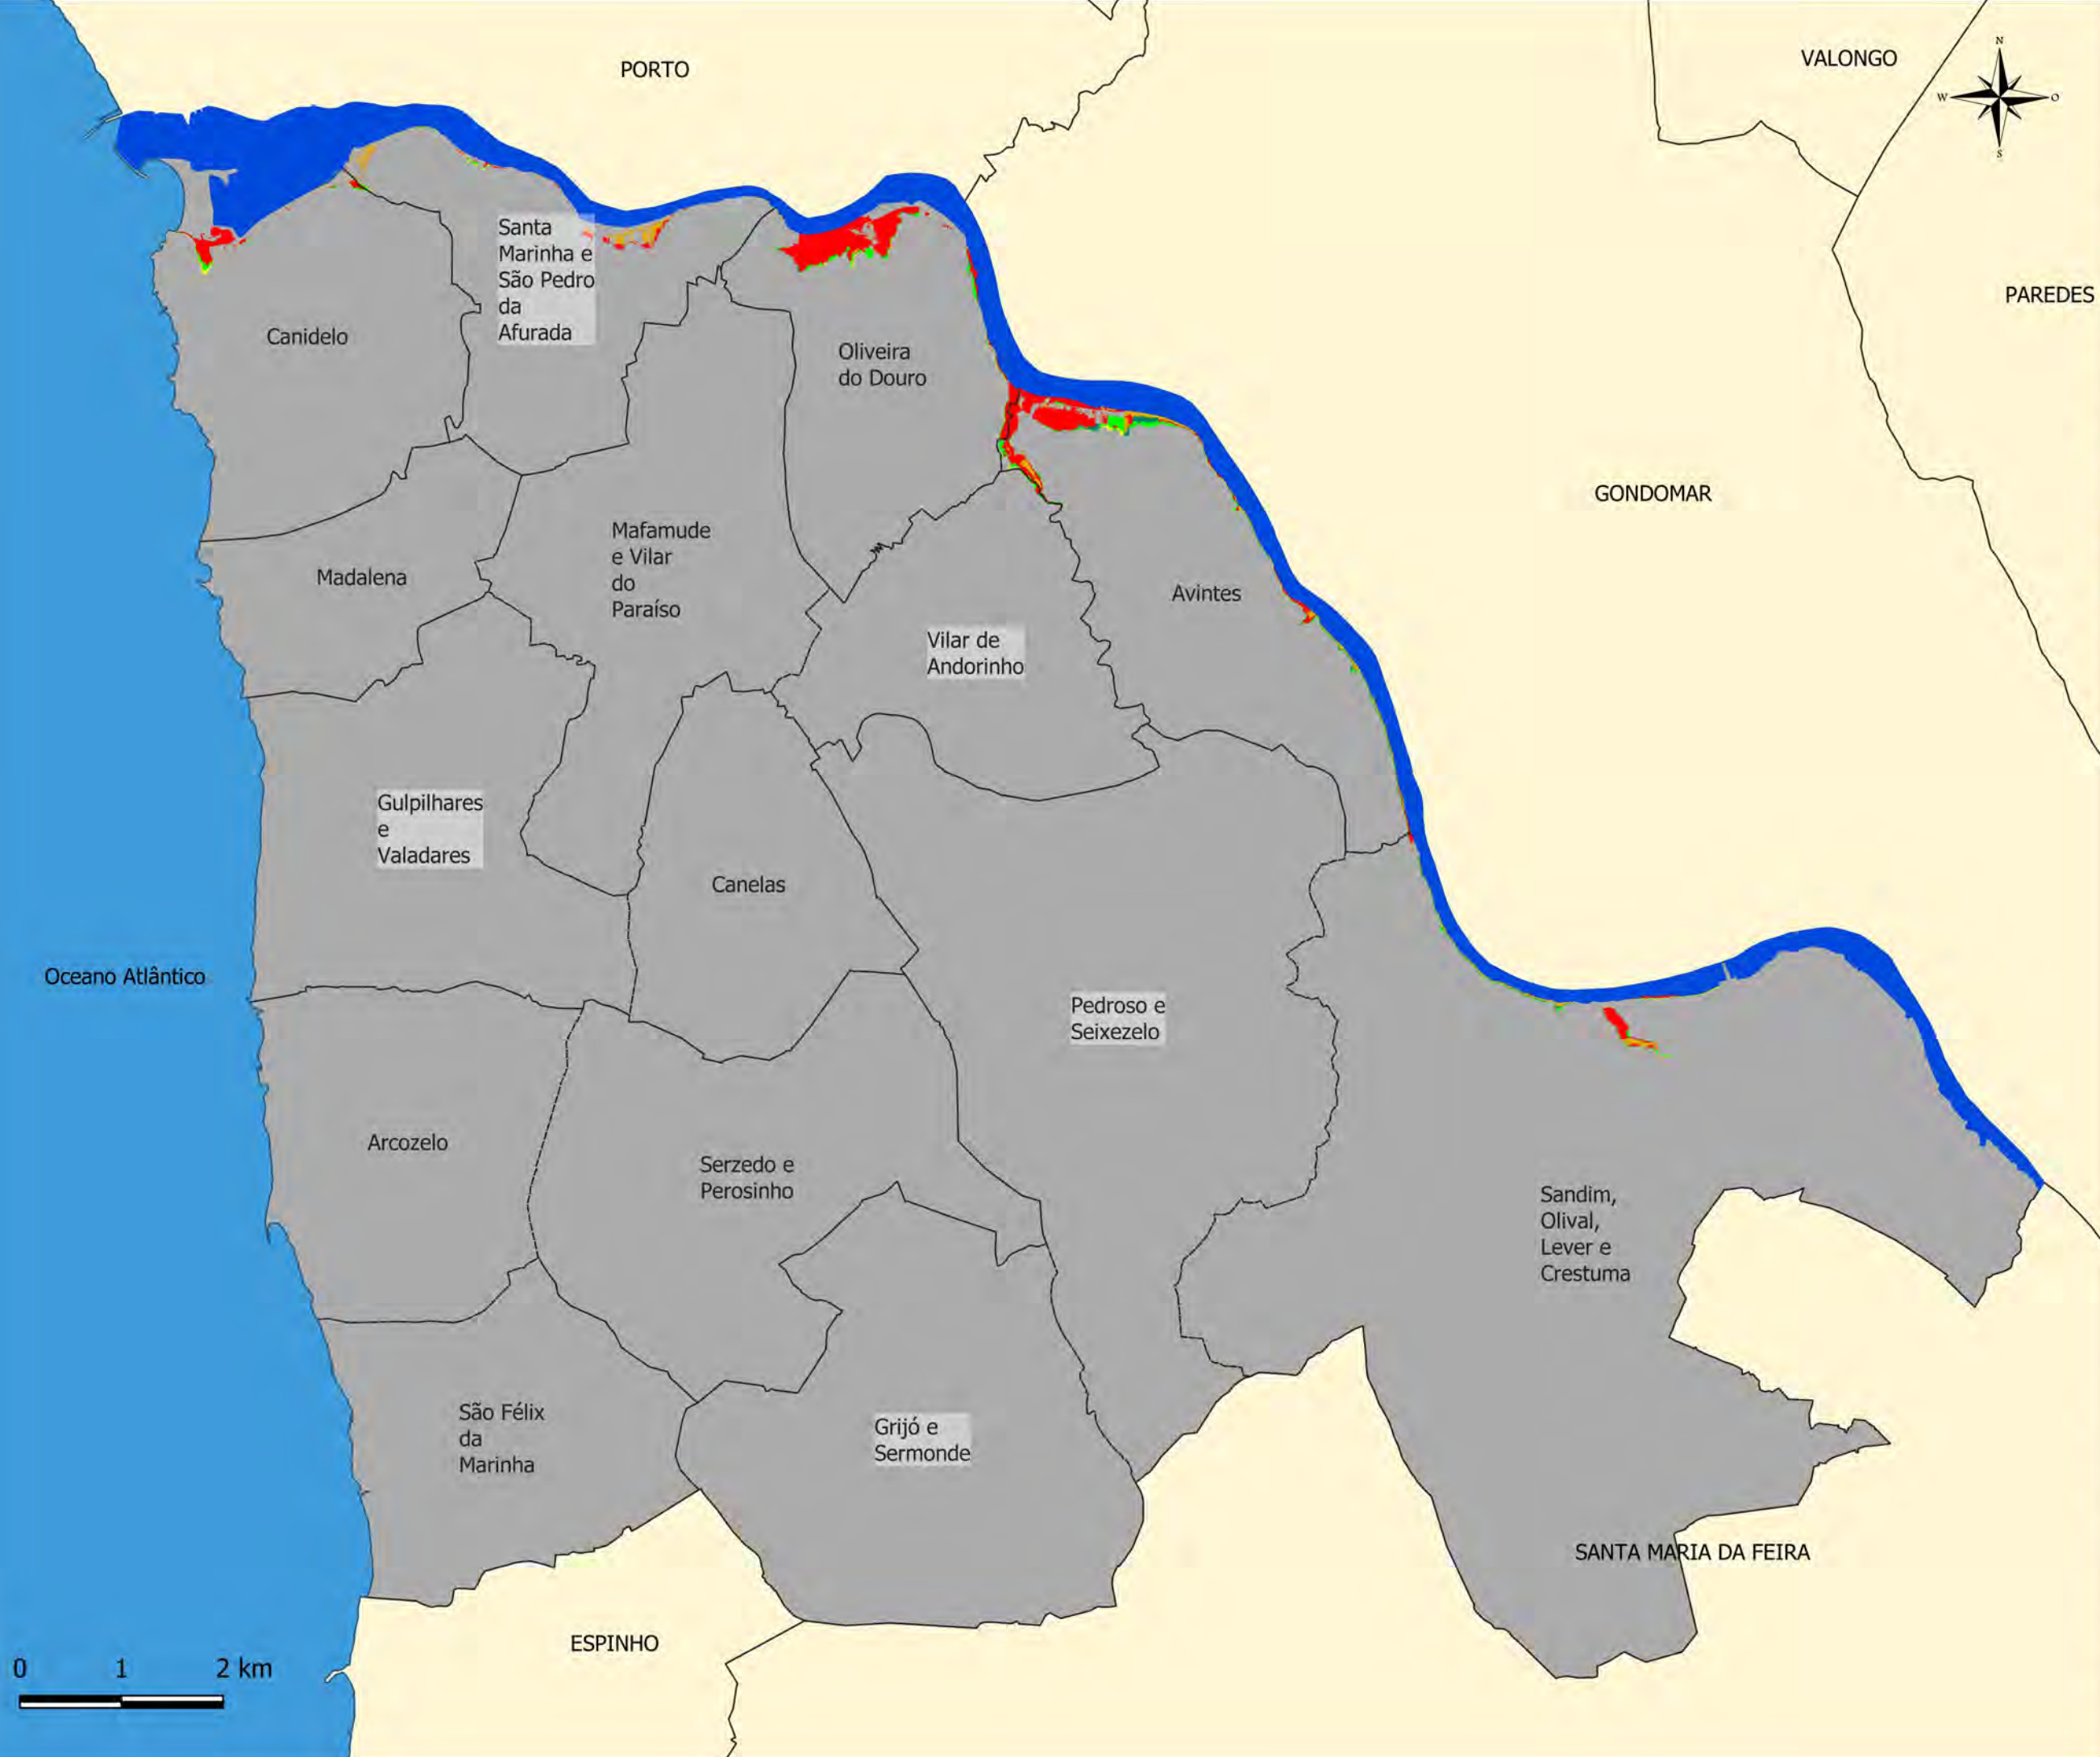 PORTO
VALONGO
N
W
O
S
PAREDES
Santa
Marinha e
São Pedro
da
Afurada
Canidelo
Oliveira
do Douro
GONDOMAR
Mafamude
e Vilar
do
Paraíso
Madalena
Avintes
Vilar de
Andorinho
Gulpilhares
e
Valadares
Canelas
Oceano Atlântico
Pedroso e
Seixezelo
Arcozelo
Serzedo e
Perosinho
Sandim,
Olival,
Lever e
Crestuma
São Félix
da
Marinha
Grijó e
Sermonde
SANTA MARIA DA FEIRA
ESPINHO
0 1 2 km